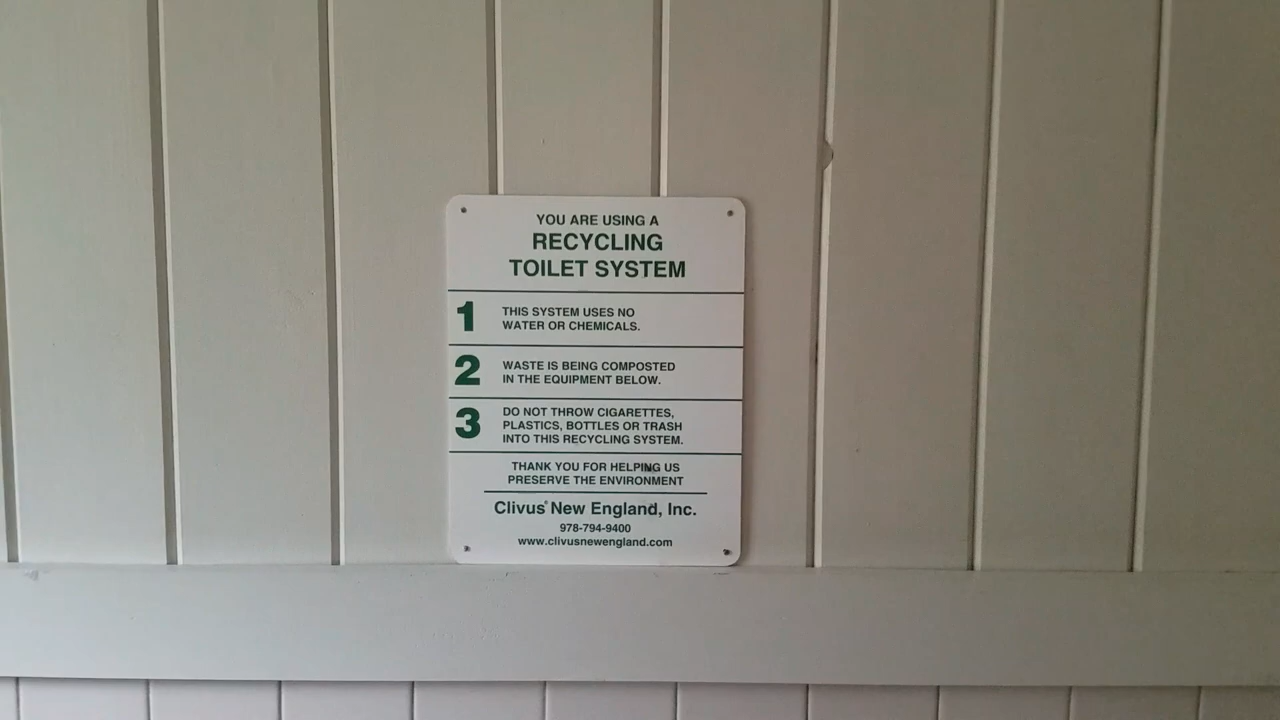 YOU ARE USING A
RECYCLING
TOILET SYSTEM
1 THIS SYSTEM USES NO
WATER OR CHEMICALS.
2 WASTE IS BEING COMPOSTED
IN THE EQUIPMENT BELOW.
3 DO NOT THROW CIGARETTES,
PLASTICS, BOTTLES OR TRASH
INTO THIS RECYCLING SYSTEM.
THANK YOU FOR HELPING US
PRESERVE THE ENVIRONMENT
Clivus® New England, Inc.
978-794-9400
www.clivusnewengland.com